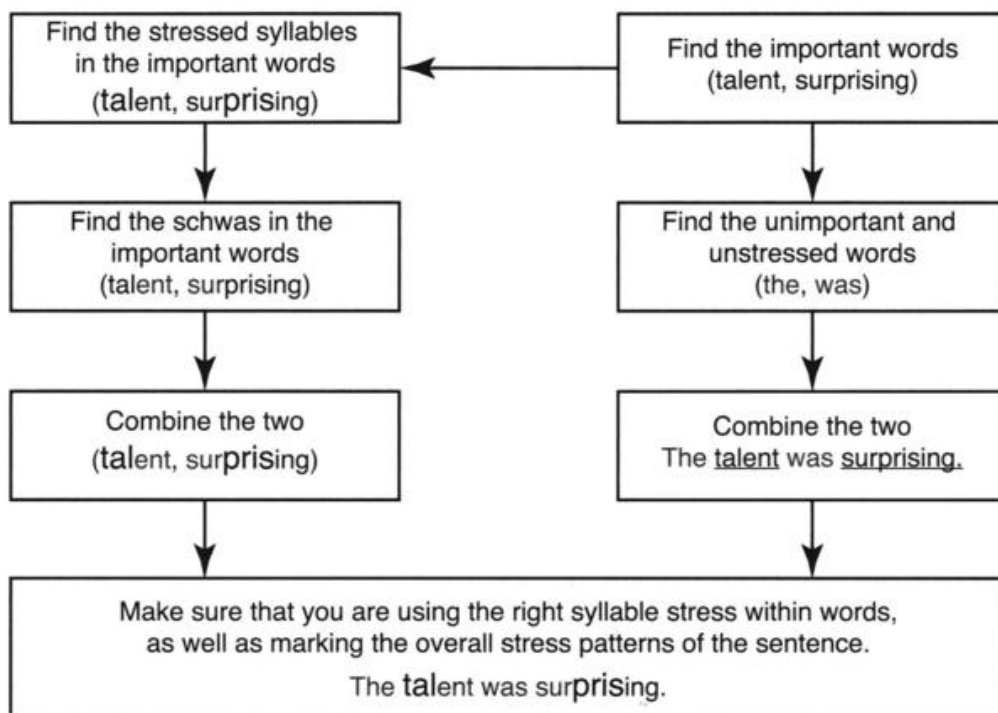 Find the stressed syllables
in the important words
(talent, surprising)
Find the important words
(talent, surprising)
Find the schwas in the
important words
(talent, surprising)
Find the unimportant and
unstressed words
(the, was)
Combine the two
(talent, surprising)
Combine the two
The talent was surprising.
Make sure that you are using the right syllable stress within words,
as well as marking the overall stress patterns of the sentence.
The talent was surprising.